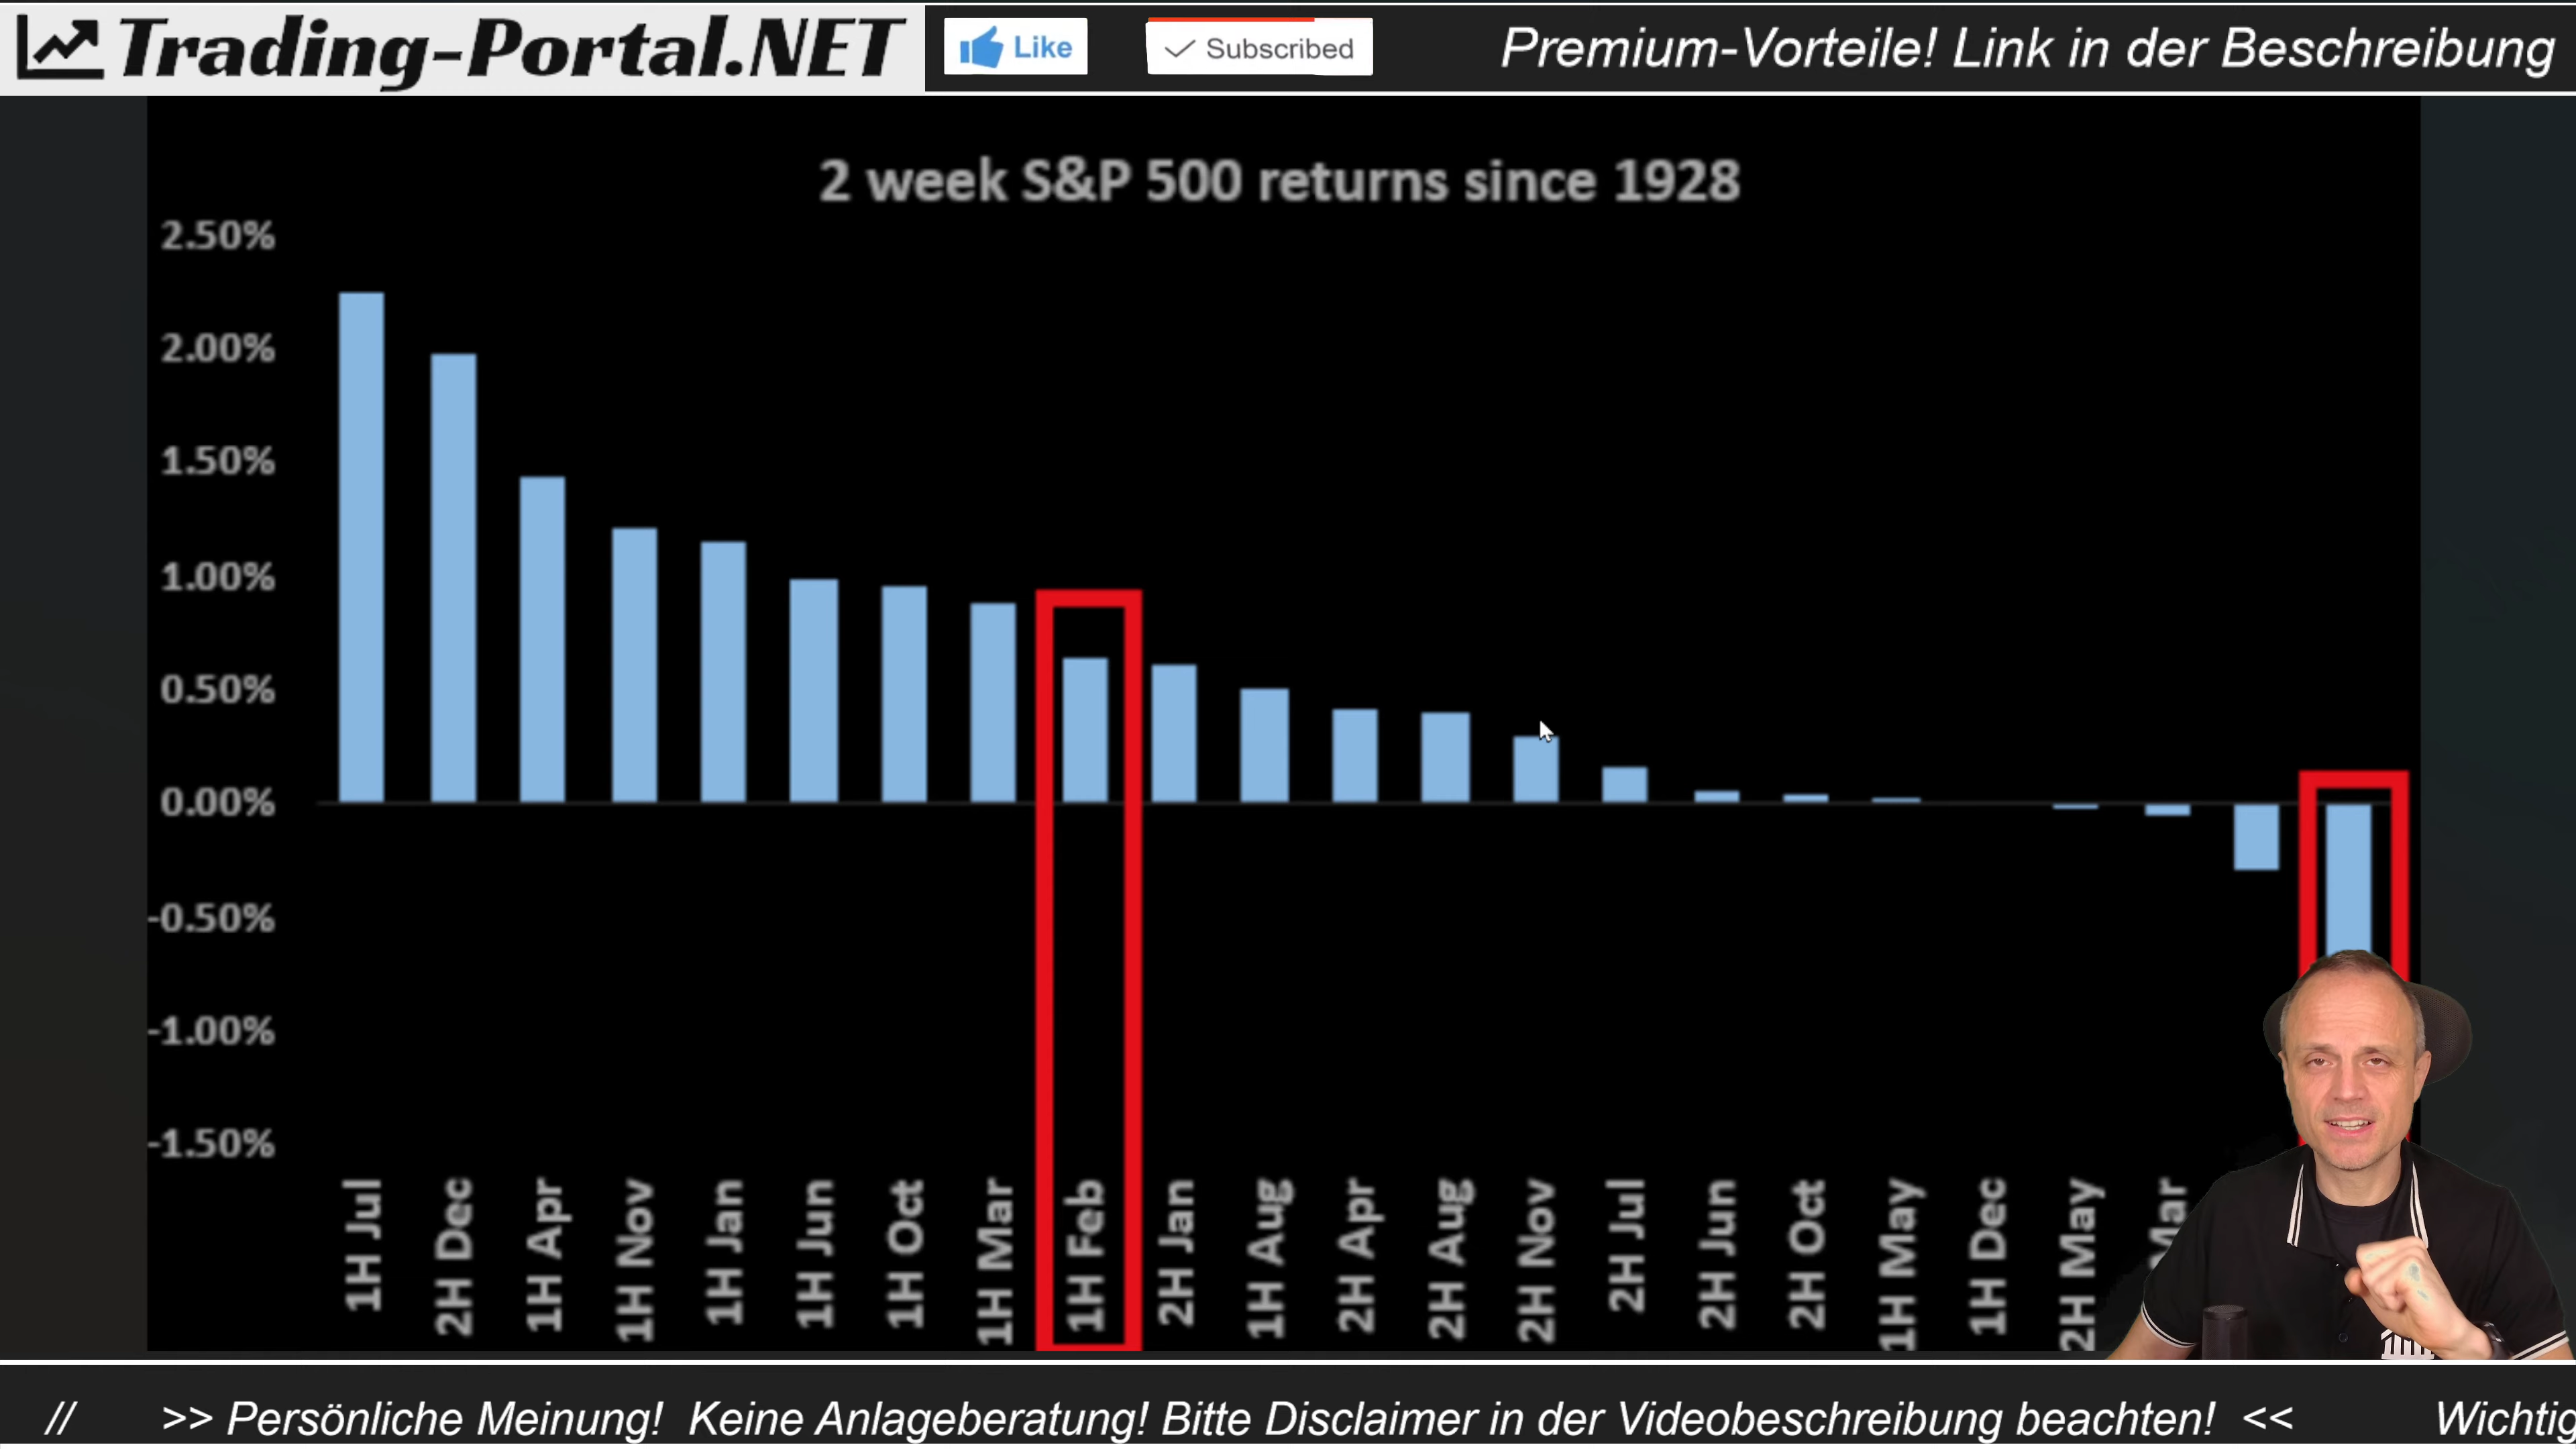 Trading-Portal.NET
Like
Subscribed
Premium-Vorteile! Link in der Beschreibung
2 week S&P 500 returns since 1928
2.50%
2.00%
1.50%
1.00%
0.50%
0.00%
-0.50%
-1.00%
-1.50%
1H Jul
2H Dec
1H Apr
1H Nov
1H Jan
1H Jun
1H Oct
1H Mar
1H Feb
2H Jan
1H Aug
2H Apr
2H Aug
2H Nov
2H Jul
2H Jun
2H Oct
1H May
1H Dec
2H May
Mar
// >> Persönliche Meinung! Keine Anlageberatung! Bitte Disclaimer in der Videobeschreibung beachten! << Wichtig